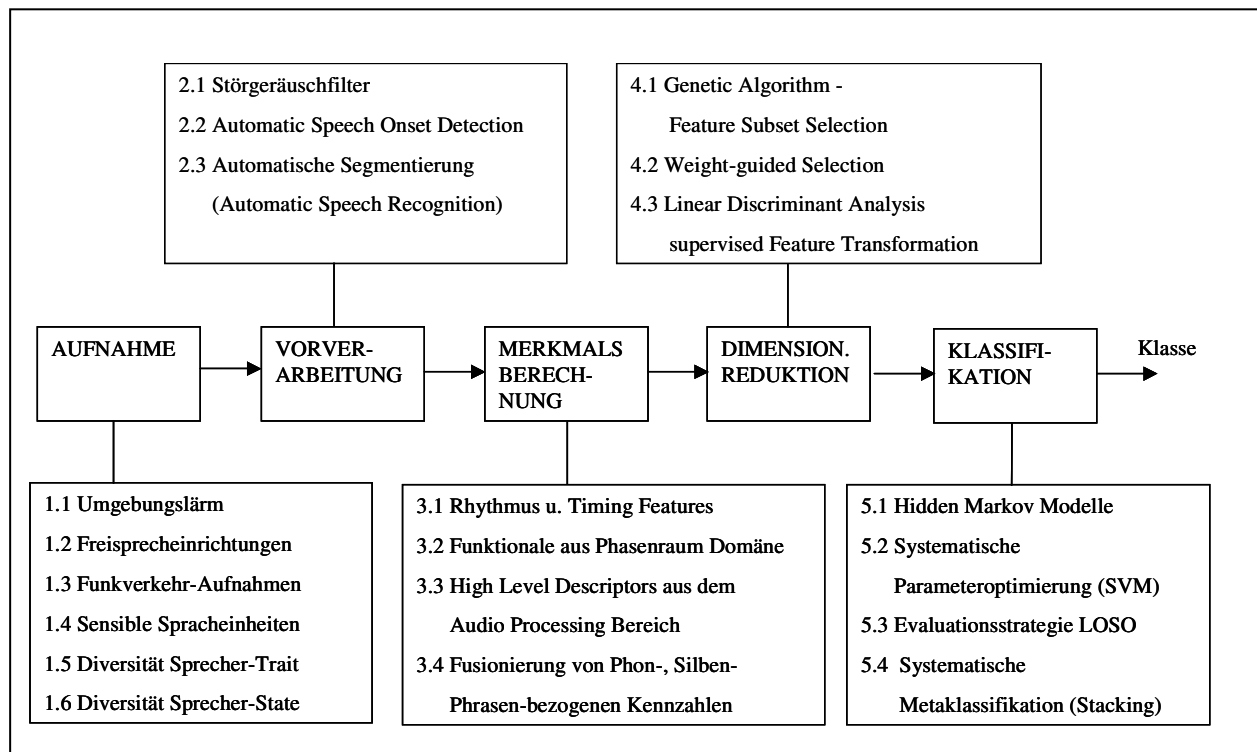 2.1 Störgeräuschfilter
2.2 Automatic Speech Onset Detection
2.3 Automatische Segmentierung
(Automatic Speech Recognition)
4.1 Genetic Algorithm -
Feature Subset Selection
4.2 Weight-guided Selection
4.3 Linear Discriminant Analysis
supervised Feature Transformation
AUFNAHME
VORVER-
ARBEITUNG
MERKMALS
BERECH-
NUNG
DIMENSION.
REDUKTION
KLASSIFI-
KATION
Klasse
1.1 Umgebungslärm
1.2 Freisprecheinrichtungen
1.3 Funkverkehr-Aufnahmen
1.4 Sensible Spracheinheiten
1.5 Diversität Sprecher-Trait
1.6 Diversität Sprecher-State
3.1 Rhythmus u. Timing Features
3.2 Funktionale aus Phasenraum Domäne
3.3 High Level Descriptors aus dem
Audio Processing Bereich
3.4 Fusionierung von Phon-, Silben-
Phrasen-bezogenen Kennzahlen
5.1 Hidden Markov Modelle
5.2 Systematische
Parameteroptimierung (SVM)
5.3 Evaluationsstrategie LOSO
5.4 Systematische
Metaklassifikation (Stacking)